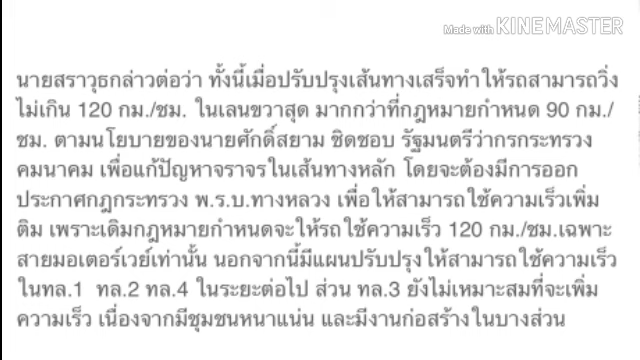 Made with KINEMASTER
นายสราวุธกล่าวต่อว่า ทั้งนี้เมื่อปรับปรุงเส้นทางเสร็จทำให้รถสามารถวิ่ง
ไม่เกิน 120 กม./ชม. ในเลนขวาสุด มากกว่าที่กฎหมายกำหนด 90 กม./
ชม. ตามนโยบายของนายศักดิ์สยาม ชิดชอบ รัฐมนตรีว่ากรกระทรวง
คมนาคม เพื่อแก้ปัญหาจราจรในเส้นทางหลัก โดยจะต้องมีการออก
ประกาศกฎกระทรวง พ.ร.บ.ทางหลวง เพื่อให้สามารถใช้ความเร็วเพิ่ม
ติม เพราะเดิมกฎหมายกำหนดจะให้รถใช้ความเร็ว 120 กม./ชม.เฉพาะ
สายมอเตอร์เวย์เท่านั้น นอกจากนี้มีแผนปรับปรุงให้สามารถใช้ความเร็ว
ในทล.1 ทล.2 ทล.4 ในระยะต่อไป ส่วน ทล.3 ยังไม่เหมาะสมที่จะเพิ่ม
ความเร็ว เนื่องจากมีชุมชนหนาแน่น และมีงานก่อสร้างในบางส่วน